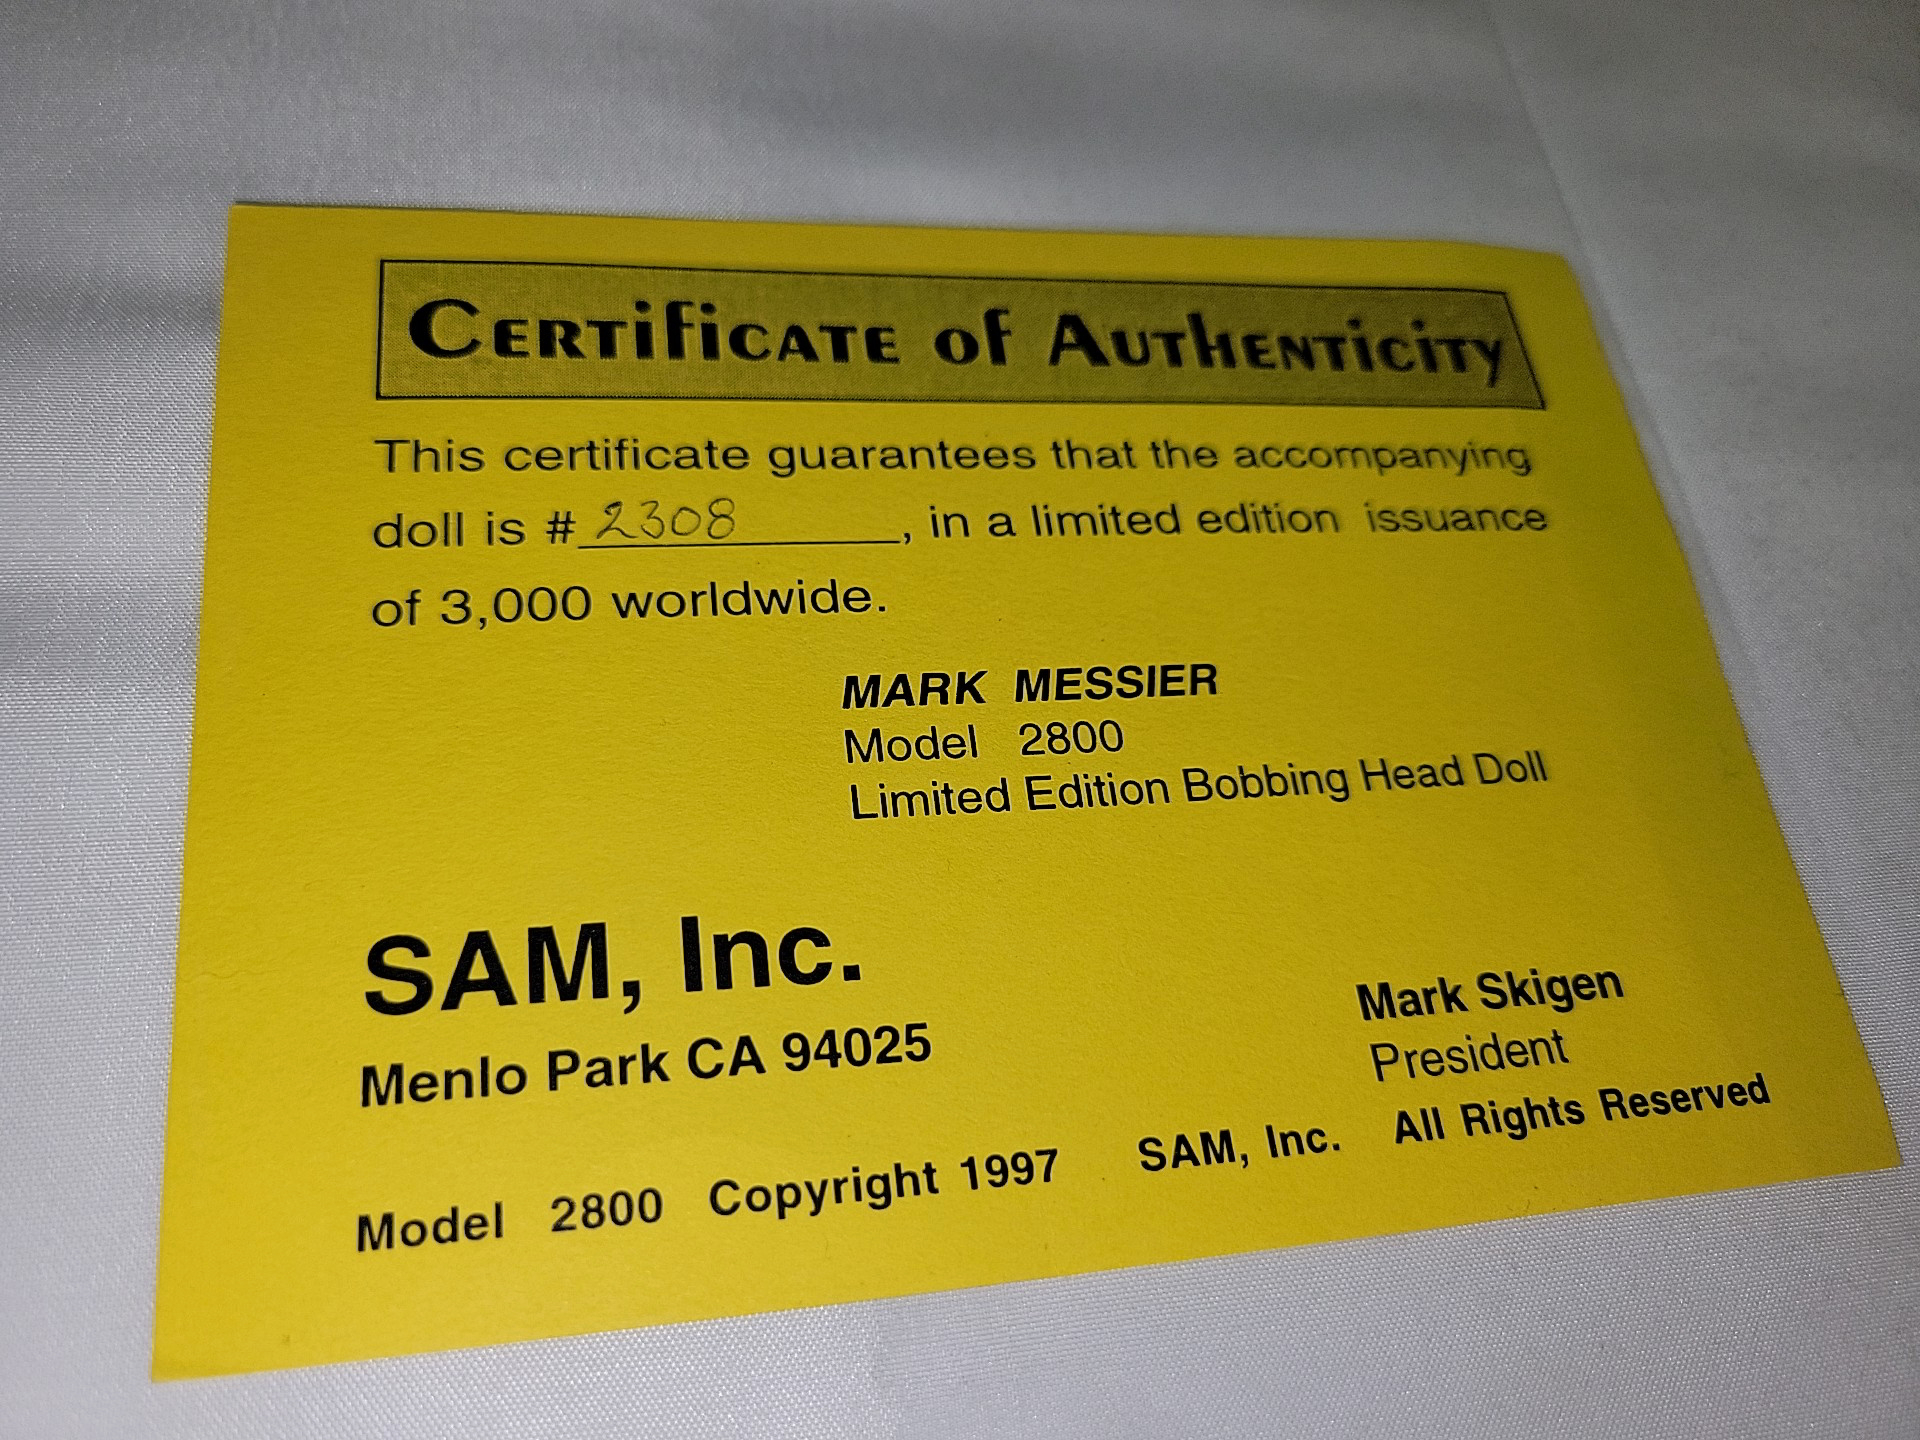 Certificate of Authenticity
This certificate guarantees that the accompanying
doll is # 2308, in a limited edition issuance
of 3,000 worldwide.
MARK MESSIER
Model 2800
Limited Edition Bobbing Head Doll
SAM, Inc.
Menlo Park CA 94025
Mark Skigen
President
Model 2800 Copyright 1997 SAM, Inc. All Rights Reserved